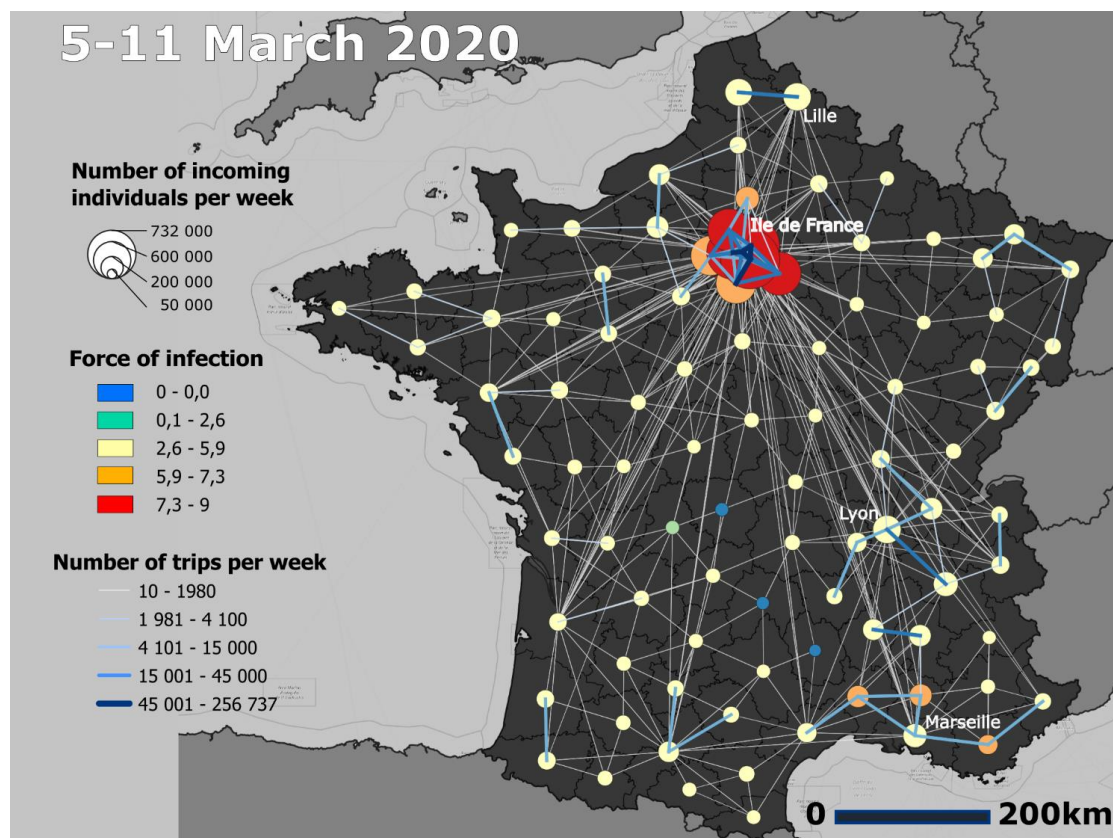 5-11 March 2020
Number of incoming
individuals per week
732 000
600 000
200 000
50 000
Force of infection
0 - 0,0
0,1 - 2,6
2,6 - 5,9
5,9 - 7,3
7,3 - 9
Number of trips per week
10 - 1980
1 981 - 4 100
4 101 - 15 000
15 001 - 45 000
45 001 - 256 737
Lille
Ile de France
Lyon
Marseille
0 200km